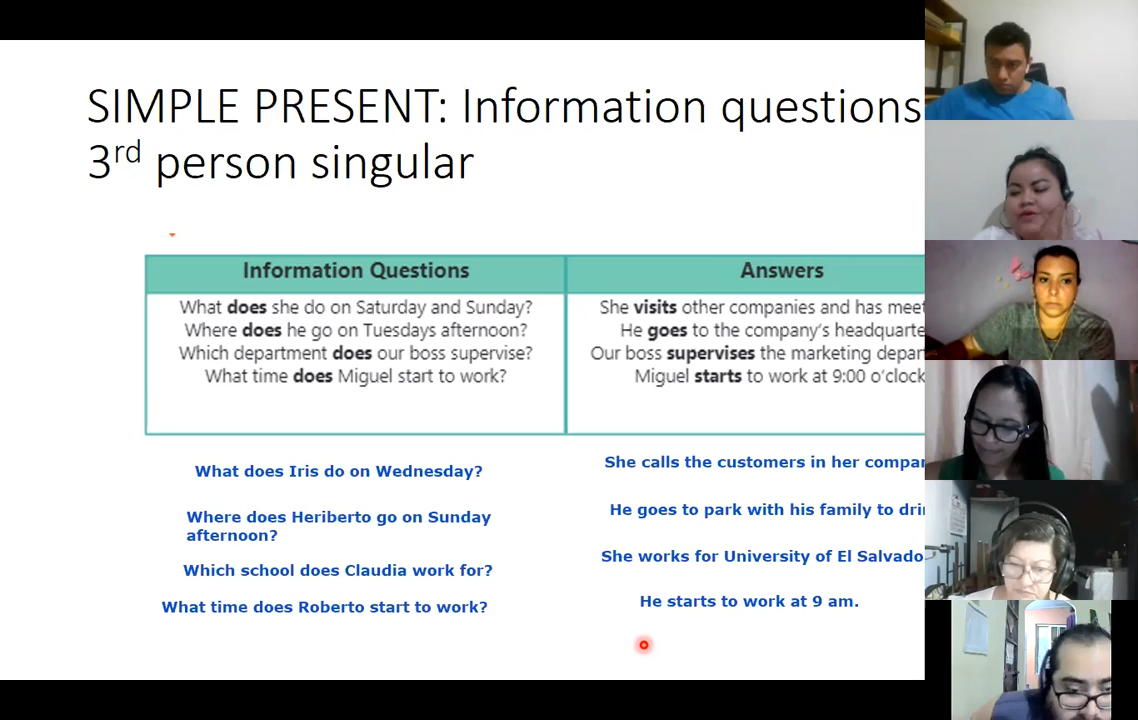 SIMPLE PRESENT: Information questions
3rd person singular
Information Questions
Answers
What does she do on Saturday and Sunday?
She visits other companies and has meet
Where does he go on Tuesdays afternoon?
He goes to the company's headquarte
Which department does our boss supervise?
Our boss supervises the marketing depar
What time does Miguel start to work?
Miguel starts to work at 9:00 o'clock
What does Iris do on Wednesday?
She calls the customers in her compan
Where does Heriberto go on Sunday
afternoon?
He goes to park with his family to drin
Which school does Claudia work for?
She works for University of El Salvado
What time does Roberto start to work?
He starts to work at 9 am.